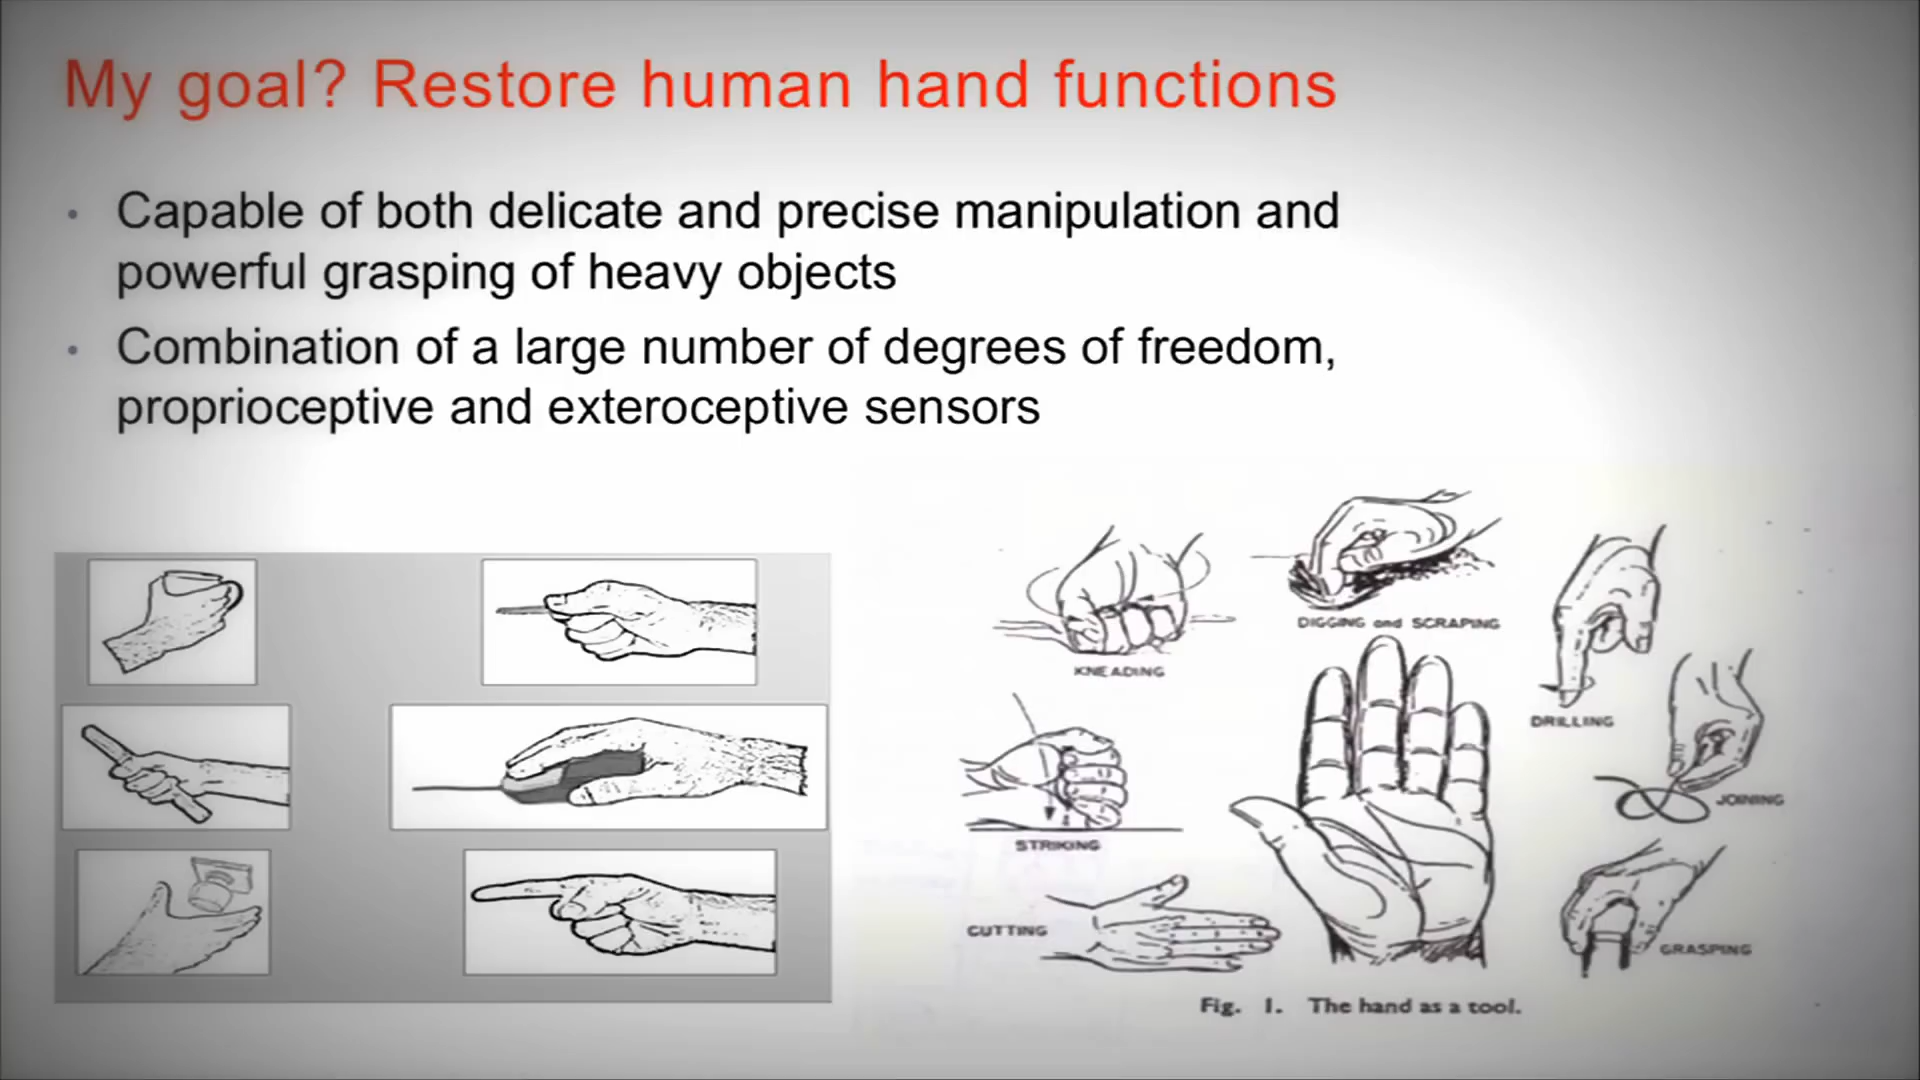 My goal? Restore human hand functions
• Capable of both delicate and precise manipulation and
powerful grasping of heavy objects
• Combination of a large number of degrees of freedom,
proprioceptive and exteroceptive sensors
KNEADING
DIGGING and SCRAPING
DRILLING
JOINING
STRIKING
CUTTING
GRASPING
Fig. 1. The hand as a tool.